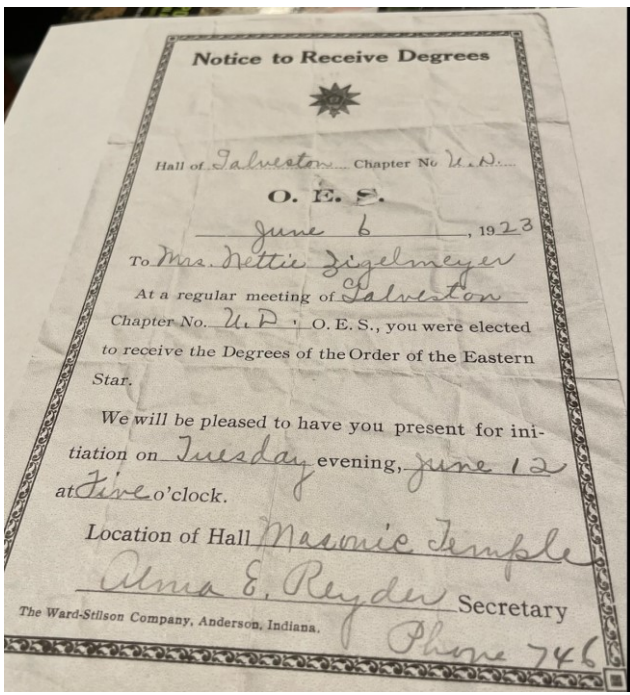 Notice to Receive Degrees
Hall of Galveston Chapter No U.D.
O. E. S.
June 6, 1923
To Mrs. Nettie Zigelmeyer
At a regular meeting of Galveston
Chapter No. U.D., O. E. S., you were elected
to receive the Degrees of the Order of the Eastern
Star.
We will be pleased to have you present for ini-
tiation on Tuesday evening, June 12
at Five o'clock.
Location of Hall Masonic Temple
Alma E. Reyder Secretary
The Ward-Stilson Company, Anderson, Indiana.
Phone 746